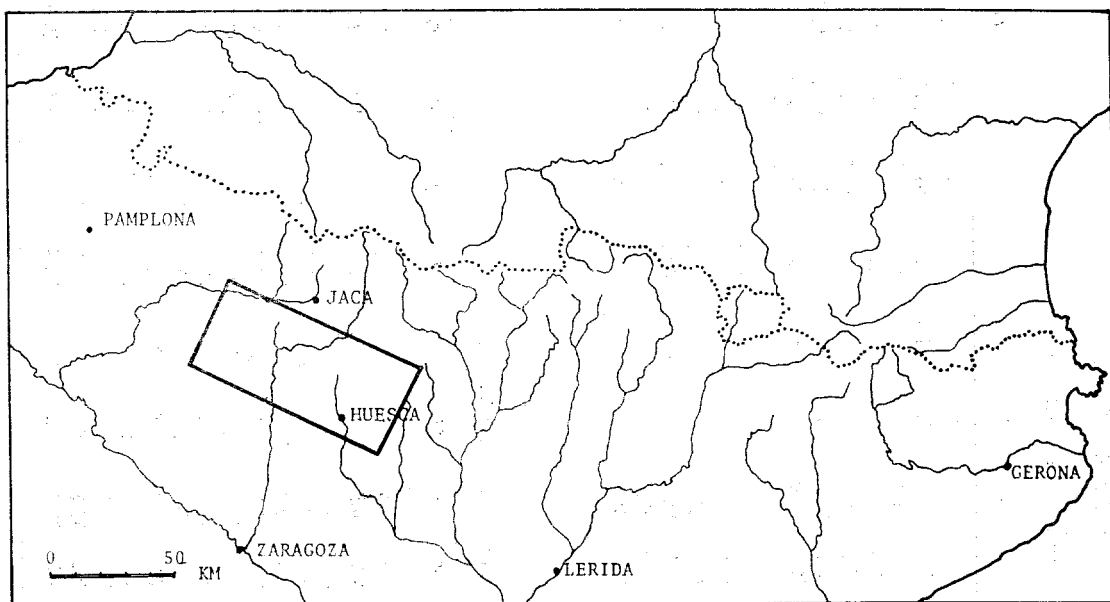 PAMPLONA
JACA
HUESCA
GERONA
ZARAGOZA
LERIDA
0 50
KM